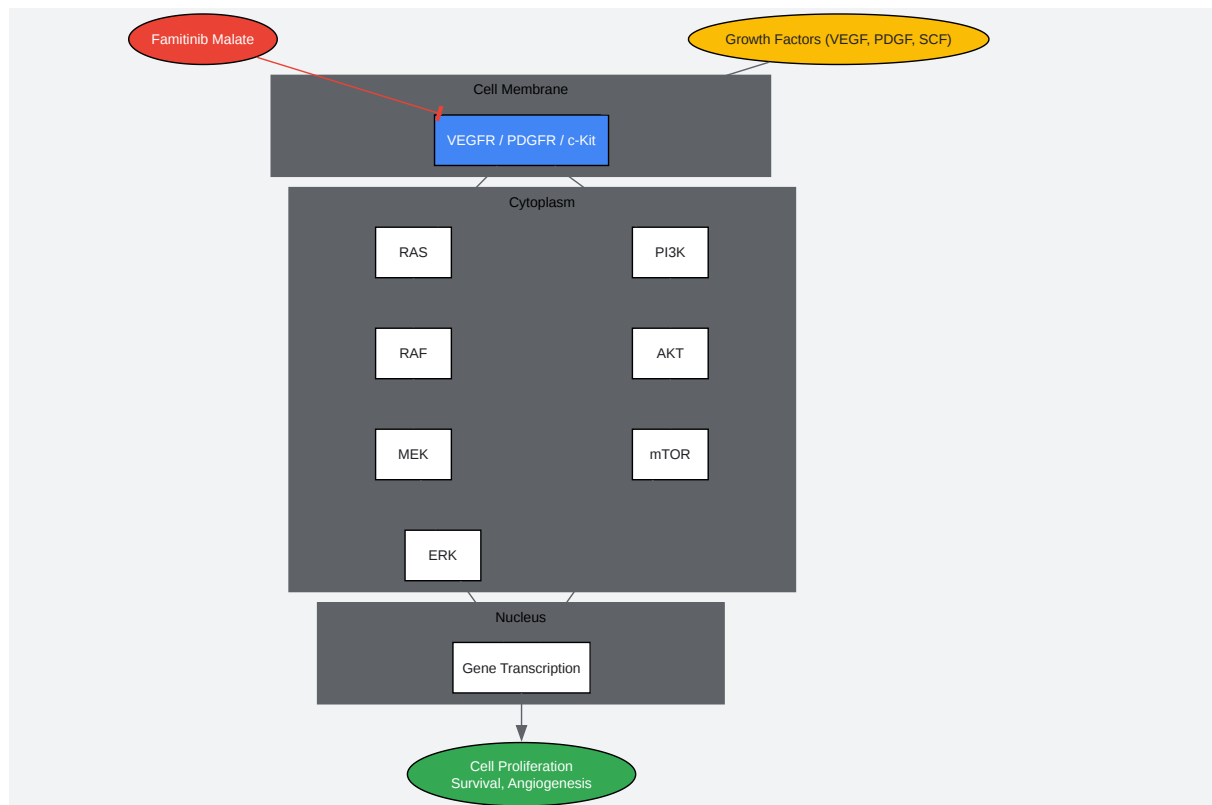 Famitinib Malate
Growth Factors (VEGF, PDGF, SCF)
Cell Membrane
VEGFR / PDGFR / c-Kit
Cytoplasm
RAS
PI3K
RAF
AKT
MEK
mTOR
ERK
Nucleus
Gene Transcription
Cell Proliferation
Survival, Angiogenesis